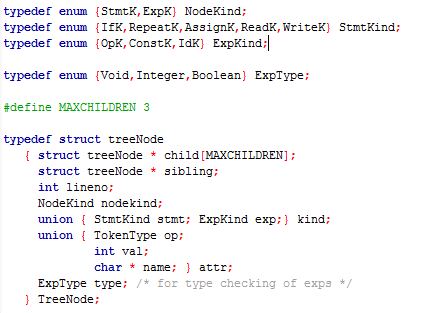 typedef enum {StmtK,ExpK} NodeKind;
typedef enum {IfK,RepeatK,AssignK,ReadK,WriteK} StmtKind;
typedef enum {OpK,ConstK,IdK} ExpKind;
typedef enum {Void,Integer,Boolean} ExpType;
#define MAXCHILDREN 3
typedef struct treeNode
{ struct treeNode * child[MAXCHILDREN];
struct treeNode * sibling;
int lineno;
NodeKind nodekind;
union { StmtKind stmt; ExpKind exp;} kind;
union { TokenType op;
int val;
char * name; } attr;
ExpType type; /* for type checking of exps */
} TreeNode;